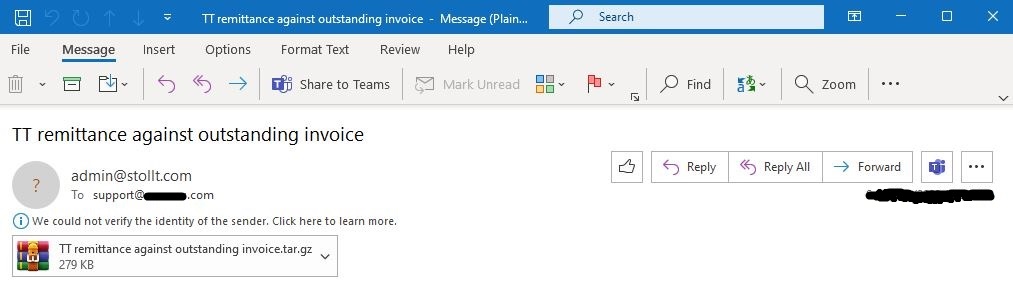 TT remittance against outstanding invoice - Message (Plain... Search
File Message Insert Options Format Text Review Help
Share to Teams Mark Unread Find Zoom
TT remittance against outstanding invoice
? admin@stollt.com Reply Reply All Forward
To support@ .com
We could not verify the identity of the sender. Click here to learn more.
TT remittance against outstanding invoice.tar.gz
279 KB